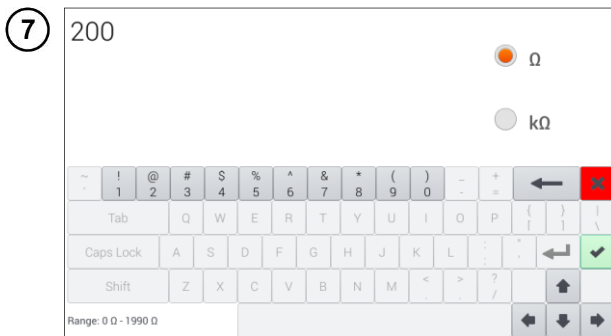 7
200
Ω
kΩ
~ ! @ # $ % ^ & * ( ) _ +
` 1 2 3 4 5 6 7 8 9 0 - =
Tab Q W E R T Y U I O P { } |
[ ] \
Caps Lock A S D F G H J K L : "
; '
Shift Z X C V B N M < > ?
, . /
Range: 0 Ω - 1990 Ω